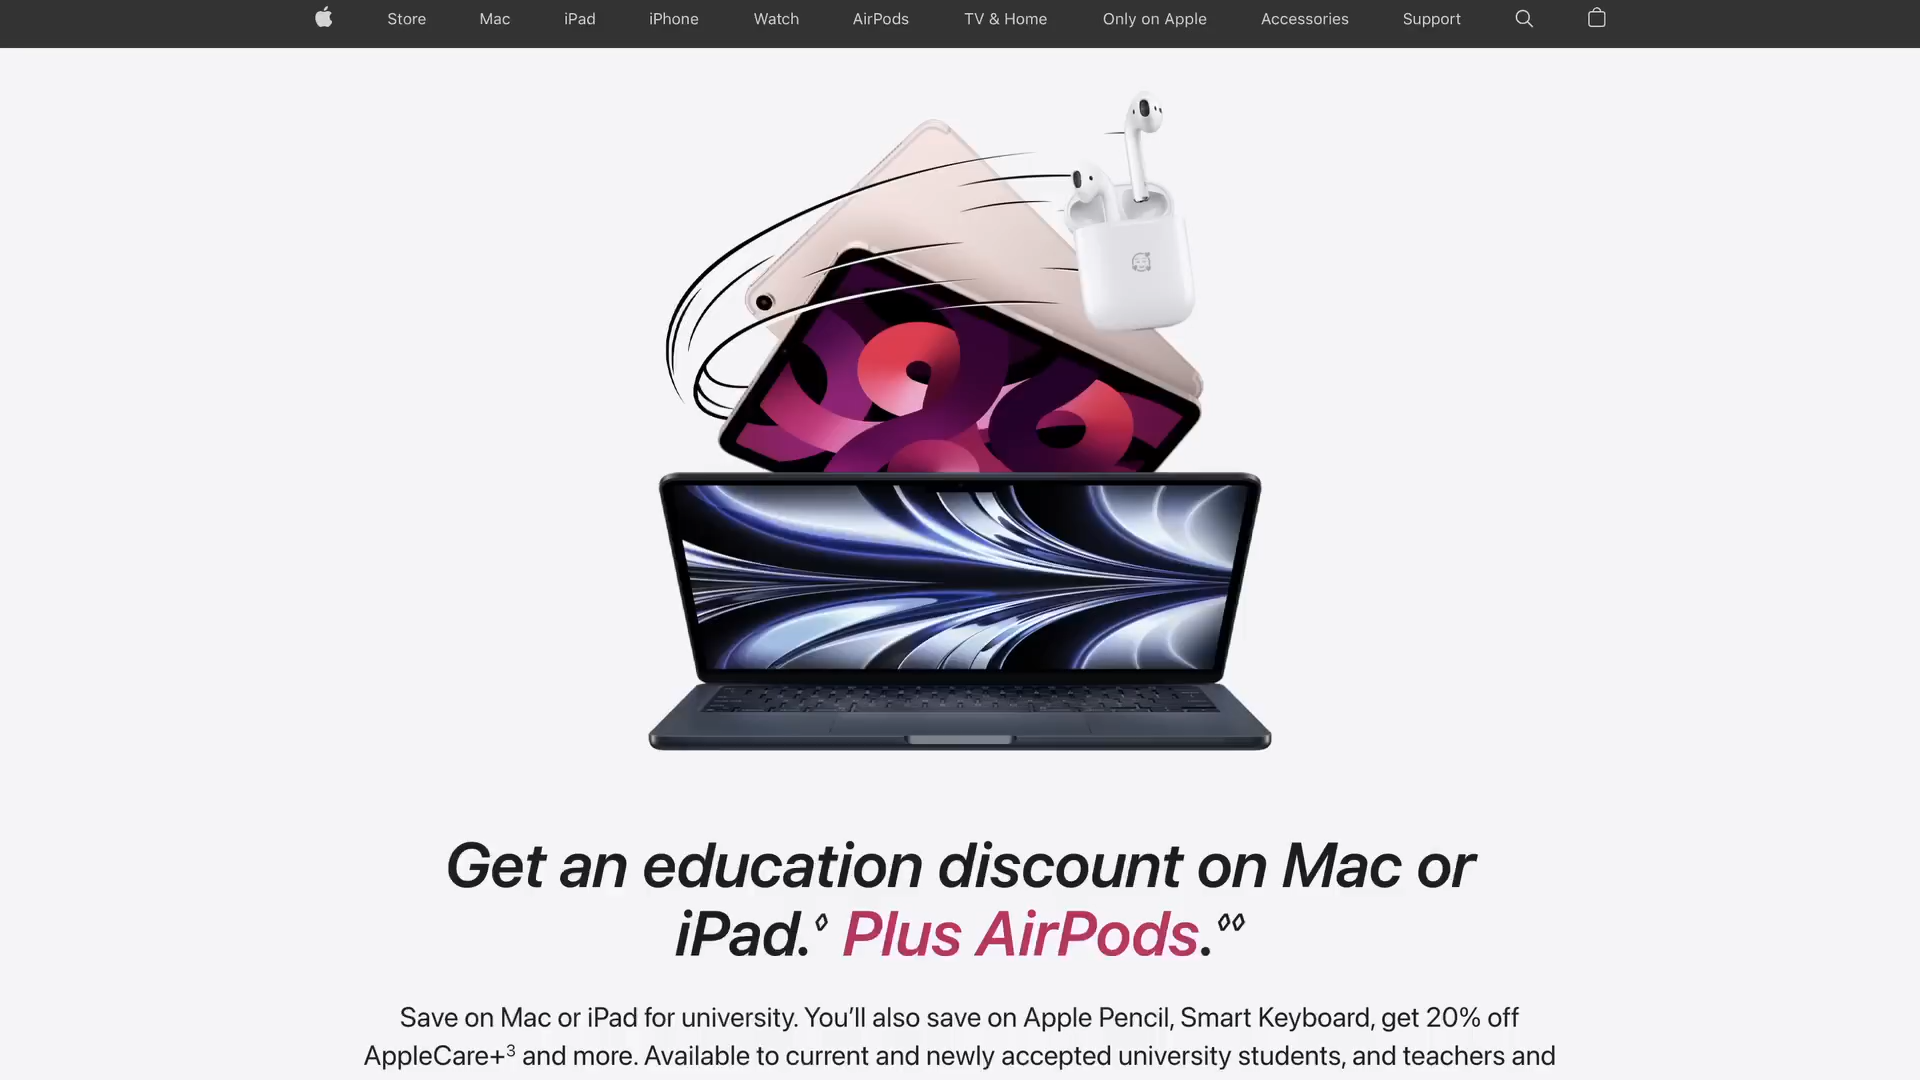 Store Mac iPad iPhone Watch AirPods TV & Home Only on Apple Accessories Support
Get an education discount on Mac or
iPad.◊ Plus AirPods.◊◊
Save on Mac or iPad for university. You’ll also save on Apple Pencil, Smart Keyboard, get 20% off
AppleCare+³ and more. Available to current and newly accepted university students, and teachers and